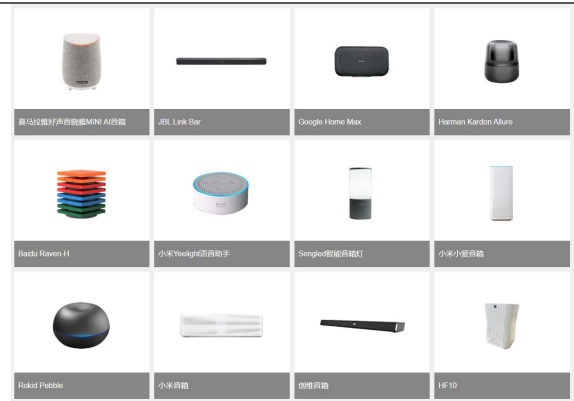 喜马拉雅好声音晓雅MINI AI音箱
JBL Link Bar
Google Home Max
Harman Kardon Allure
Baidu Raven-H
小米Yeelight语音助手
Sengled智能音箱灯
小米小爱音箱
Rokid Pebble
小米音箱
创维音箱
HF10